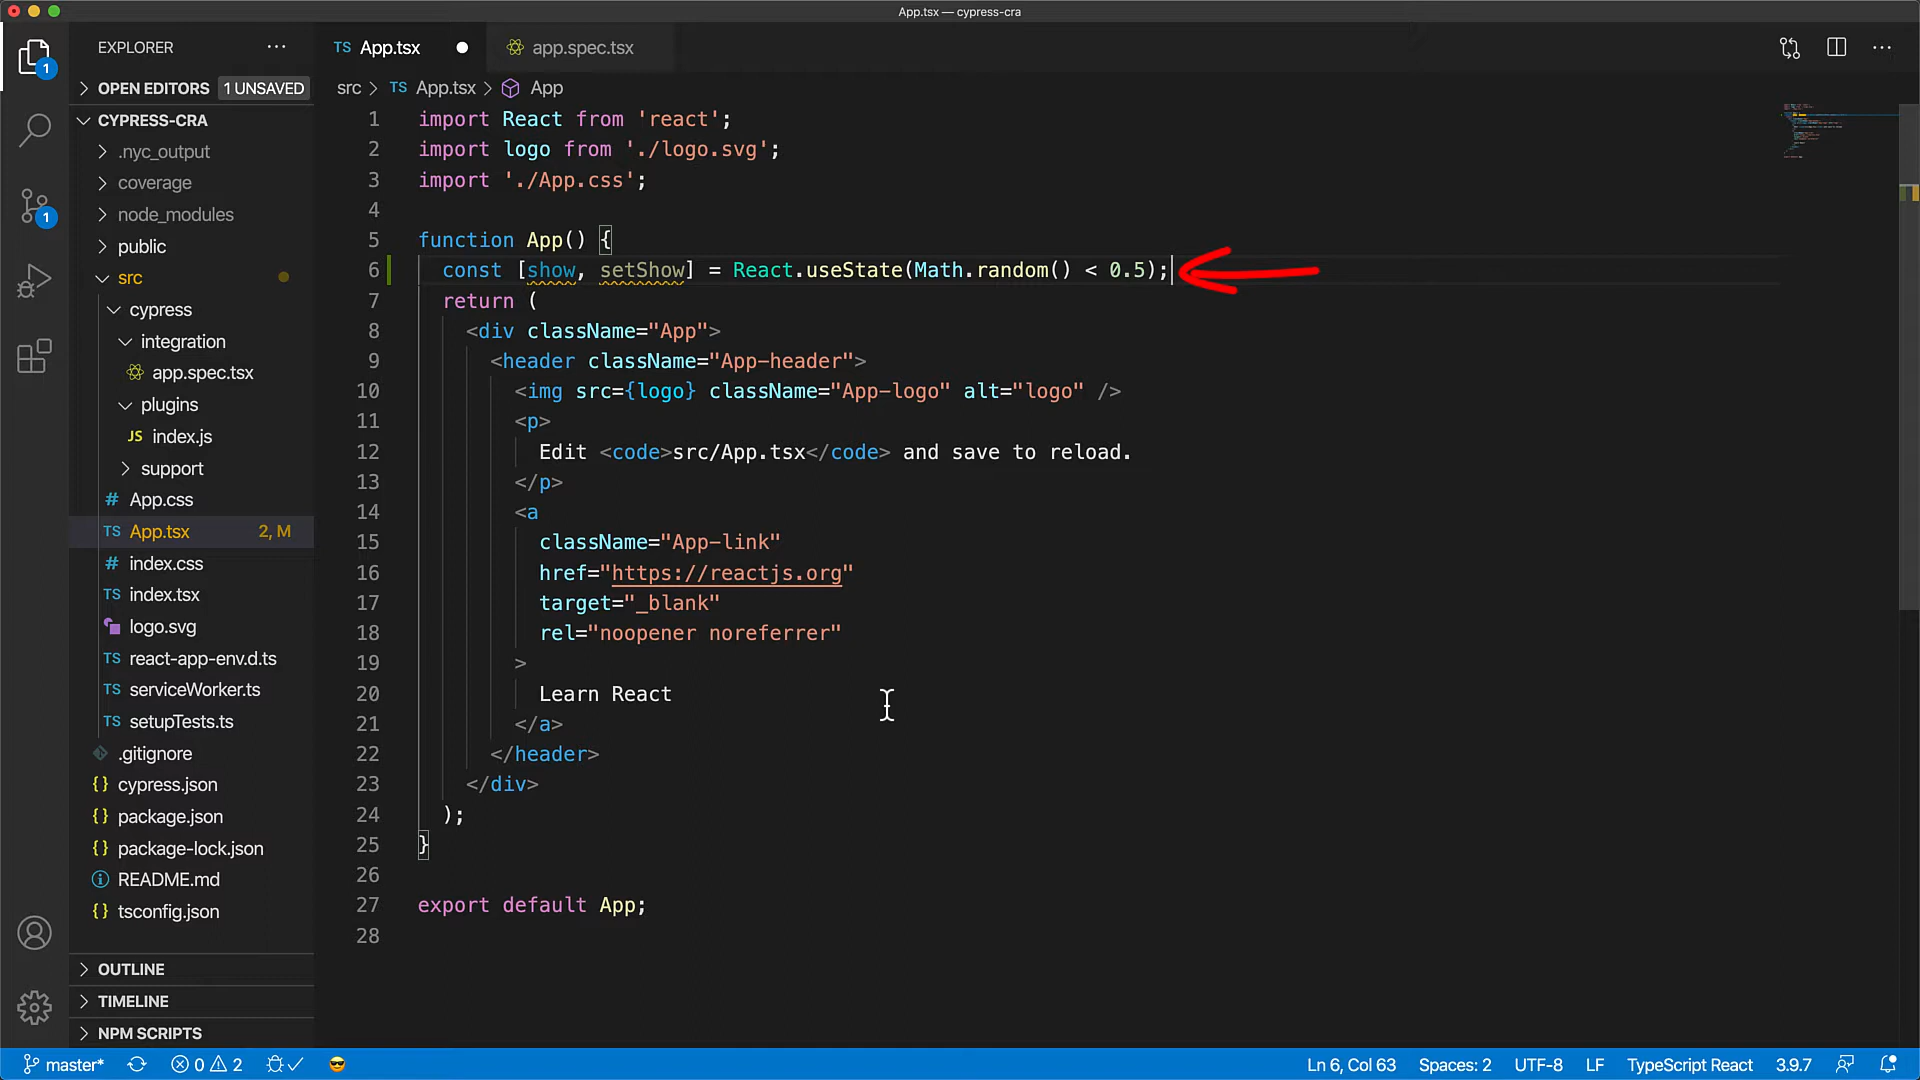 App.tsx — cypress-cra
EXPLORER
OPEN EDITORS 1 UNSAVED
CYPRESS-CRA
.nyc_output
coverage
node_modules
public
src
cypress
integration
app.spec.tsx
plugins
JS index.js
support
# App.css
TS App.tsx 2, M
# index.css
TS index.tsx
logo.svg
TS react-app-env.d.ts
TS serviceWorker.ts
TS setupTests.ts
.gitignore
{} cypress.json
{} package.json
{} package-lock.json
README.md
{} tsconfig.json
OUTLINE
TIMELINE
NPM SCRIPTS
1
1
TS App.tsx
app.spec.tsx
src > TS App.tsx > App
1 import React from 'react';
2 import logo from './logo.svg';
3 import './App.css';
4
5 function App() {
6 const [show, setShow] = React.useState(Math.random() < 0.5);
7 return (
8 <div className="App">
9 <header className="App-header">
10 <img src={logo} className="App-logo" alt="logo" />
11 <p>
12 Edit <code>src/App.tsx</code> and save to reload.
13 </p>
14 <a
15 className="App-link"
16 href="https://reactjs.org"
17 target="_blank"
18 rel="noopener noreferrer"
19 >
20 Learn React
21 </a>
22 </header>
23 </div>
24 );
25 }
26
27 export default App;
28
master* 0 2 Ln 6, Col 63 Spaces: 2 UTF-8 LF TypeScript React 3.9.7